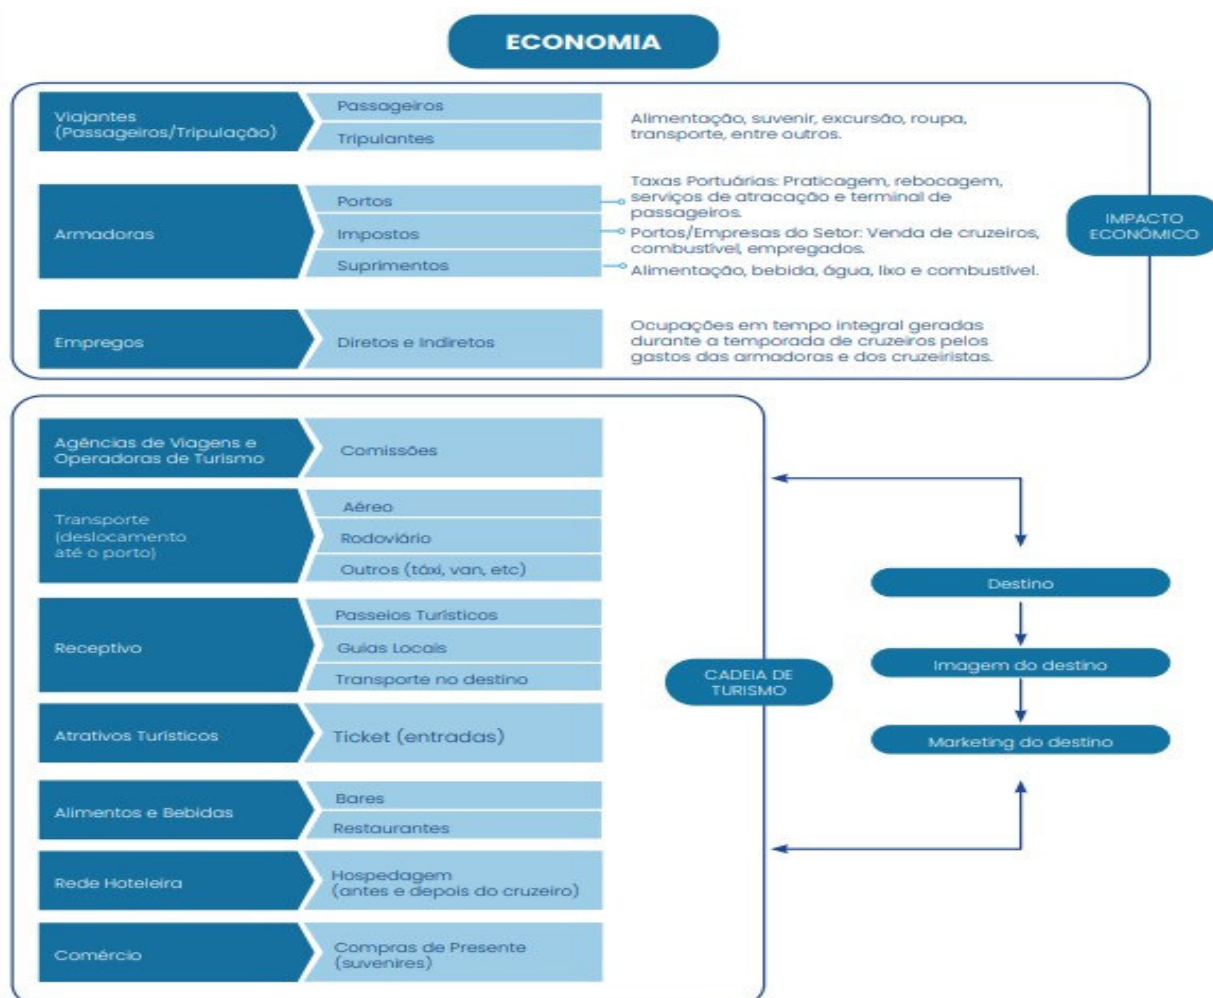 ECONOMIA
Viajantes
(Passageiros/Tripulação)
Passageiros
Tripulantes
Alimentação, suvenir, excursão, roupa,
transporte, entre outros.
Armadoras
Portos
Impostos
Suprimentos
Taxas Portuárias: Praticagem, rebocagem,
serviços de atracação e terminal de
passageiros.
Portos/Empresas do Setor: Venda de cruzeiros,
combustível, empregados.
Alimentação, bebida, água, lixo e combustível.
IMPACTO
ECONÔMICO
Empregos
Diretos e Indiretos
Ocupações em tempo integral geradas
durante a temporada de cruzeiros pelos
gastos das armadoras e dos cruzeiristas.
Agências de Viagens e
Operadoras de Turismo
Comissões
Transporte
(deslocamento
até o porto)
Aéreo
Rodoviário
Outros (táxi, van, etc)
Receptivo
Passeios Turísticos
Guias Locais
Transporte no destino
Atrativos Turísticos
Ticket (entradas)
Alimentos e Bebidas
Bares
Restaurantes
Rede Hoteleira
Hospedagem
(antes e depois do cruzeiro)
Comércio
Compras de Presente
(suvenires)
CADEIA DE
TURISMO
Destino
Imagem do destino
Marketing do destino